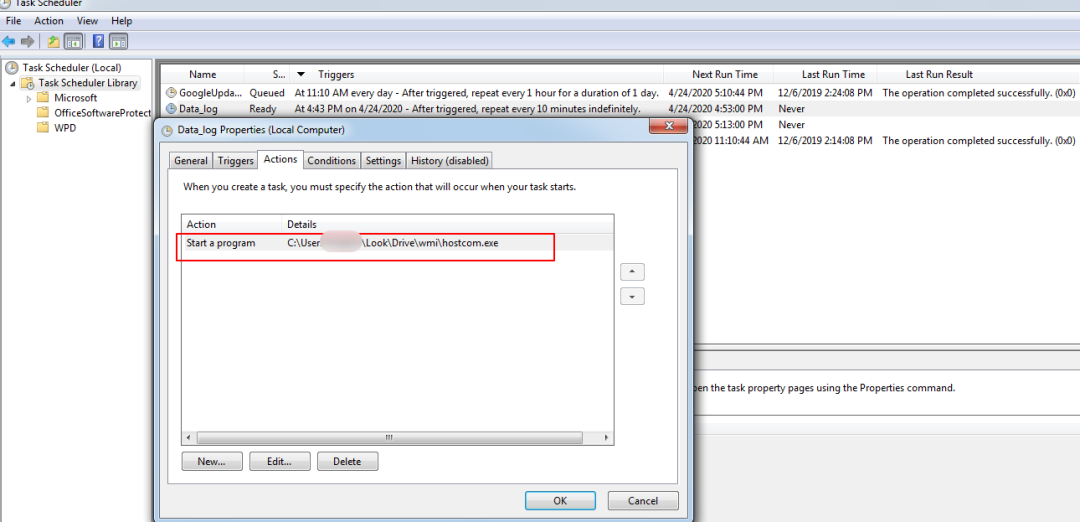 Task Scheduler
File Action View Help
Task Scheduler (Local)
Task Scheduler Library
Microsoft
OfficeSoftwareProtect
WPD
Name S... Triggers Next Run Time Last Run Time Last Run Result
GoogleUpda... Queued At 11:10 AM every day - After triggered, repeat every 1 hour for a duration of 1 day. 4/24/2020 5:10:44 PM 12/6/2019 2:24:08 PM The operation completed successfully. (0x0)
Data_log Ready At 4:43 PM on 4/24/2020 - After triggered, repeat every 10 minutes indefinitely. 4/24/2020 4:53:00 PM Never
2020 5:13:00 PM Never
2020 11:10:44 AM 12/6/2019 2:14:08 PM The operation completed successfully. (0x0)
Data_log Properties (Local Computer)
General Triggers Actions Conditions Settings History (disabled)
When you create a task, you must specify the action that will occur when your task starts.
Action Details
Start a program C:\User \Look\Drive\wmi\hostcom.exe
New... Edit... Delete
OK Cancel
pen the task property pages using the Properties command.